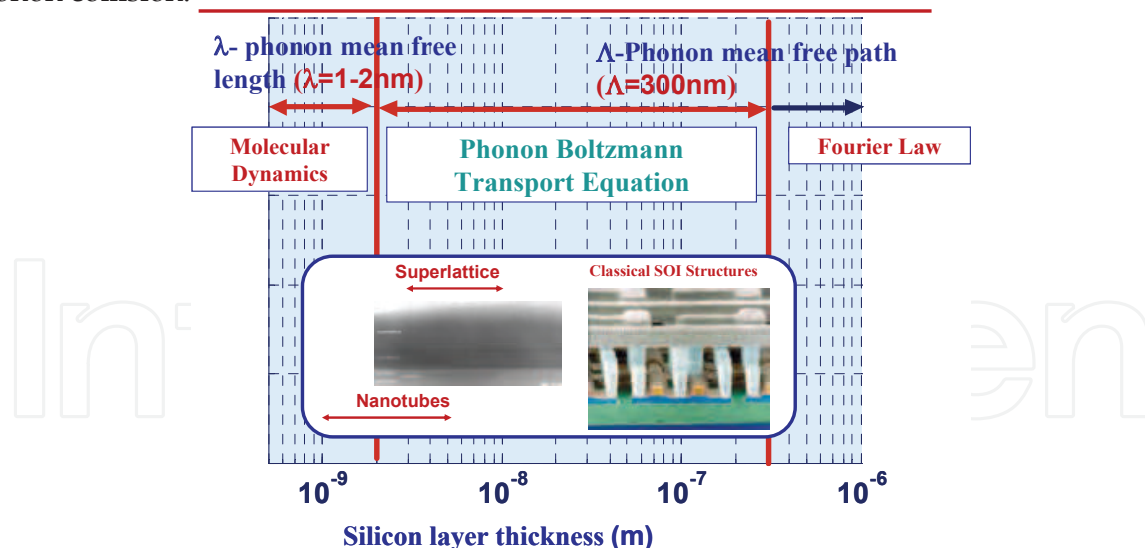 λ- phonon mean free
length (λ=1-2nm)
Λ-Phonon mean free path
(Λ=300nm)
Molecular
Dynamics
Phonon Boltzmann
Transport Equation
Fourier Law
Superlattice
Classical SOI Structures
Nanotubes
10-9
10-8
10-7
10-6
Silicon layer thickness (m)